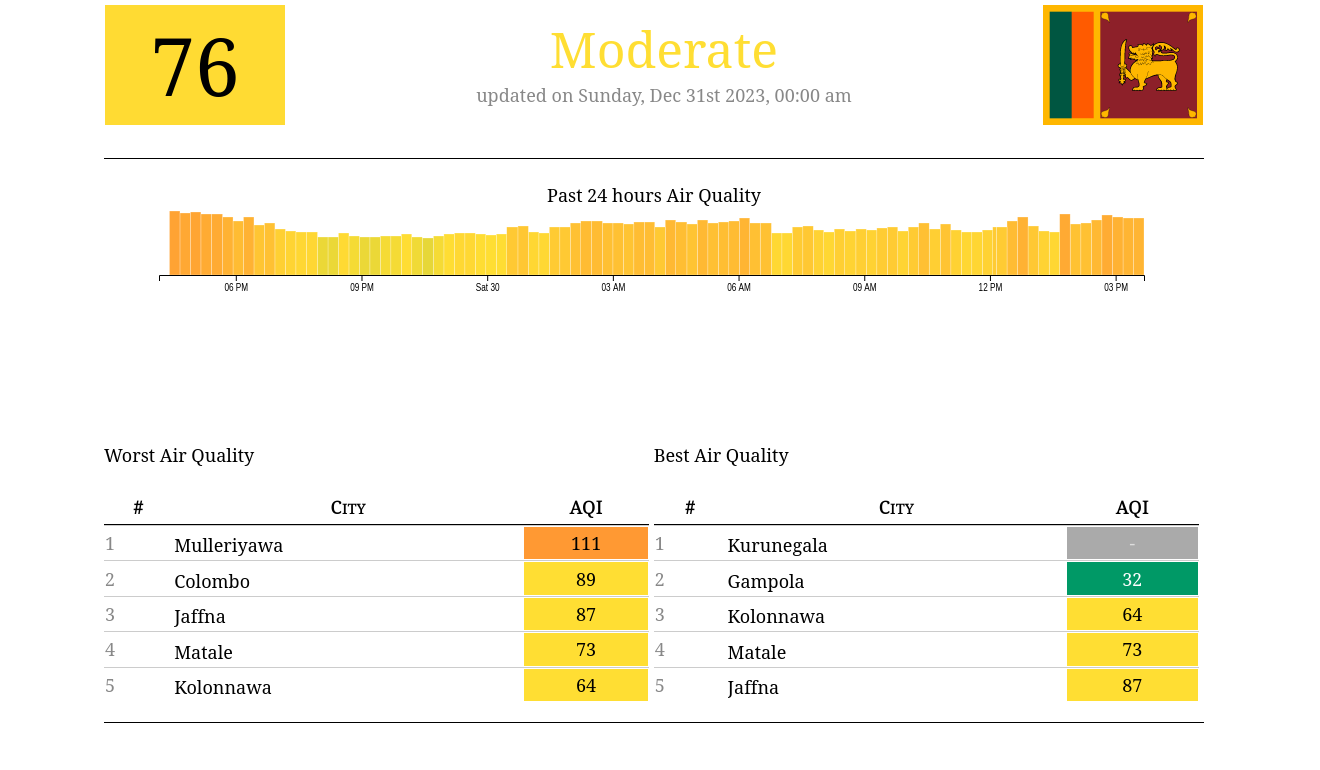 76
Moderate
updated on Sunday, Dec 31st 2023, 00:00 am
Past 24 hours Air Quality
06 PM 09 PM Sat 30 03 AM 06 AM 09 AM 12 PM 03 PM
Worst Air Quality
# City AQI
1 Mulleriyawa 111
2 Colombo 89
3 Jaffna 87
4 Matale 73
5 Kolonnawa 64
Best Air Quality
# City AQI
1 Kurunegala -
2 Gampola 32
3 Kolonnawa 64
4 Matale 73
5 Jaffna 87